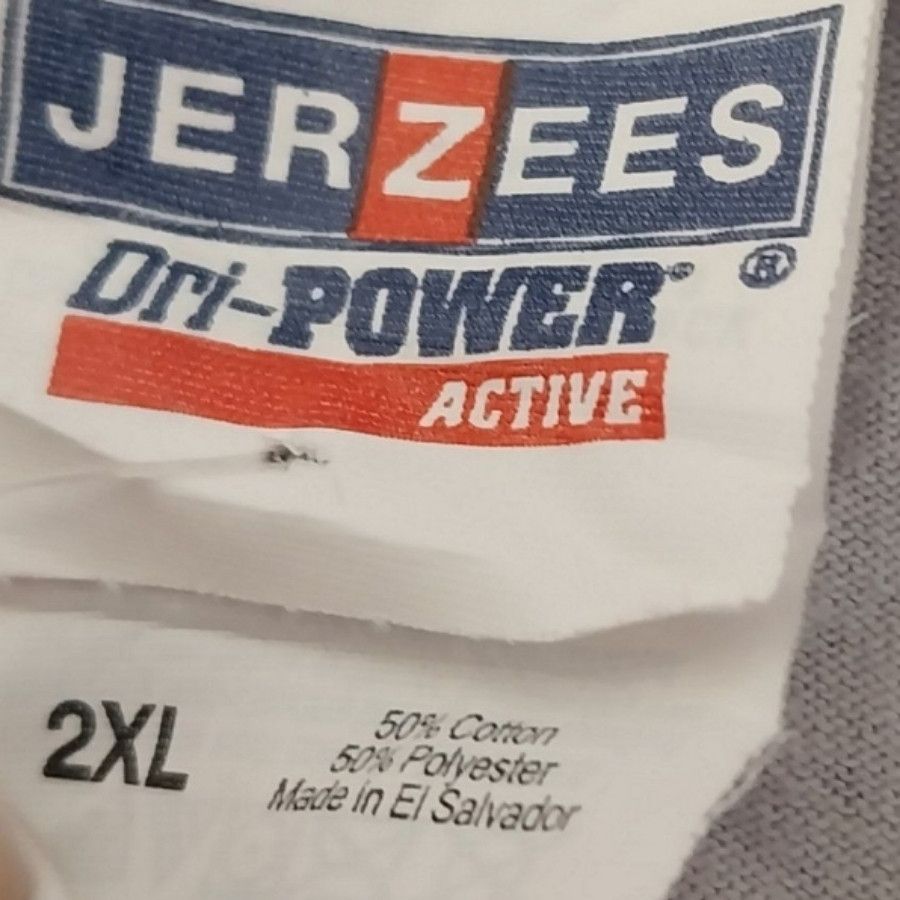 JERZEES
®
Dri-POWER®
ACTIVE
2XL
50% Cotton
50% Polyester
Made in El Salvador